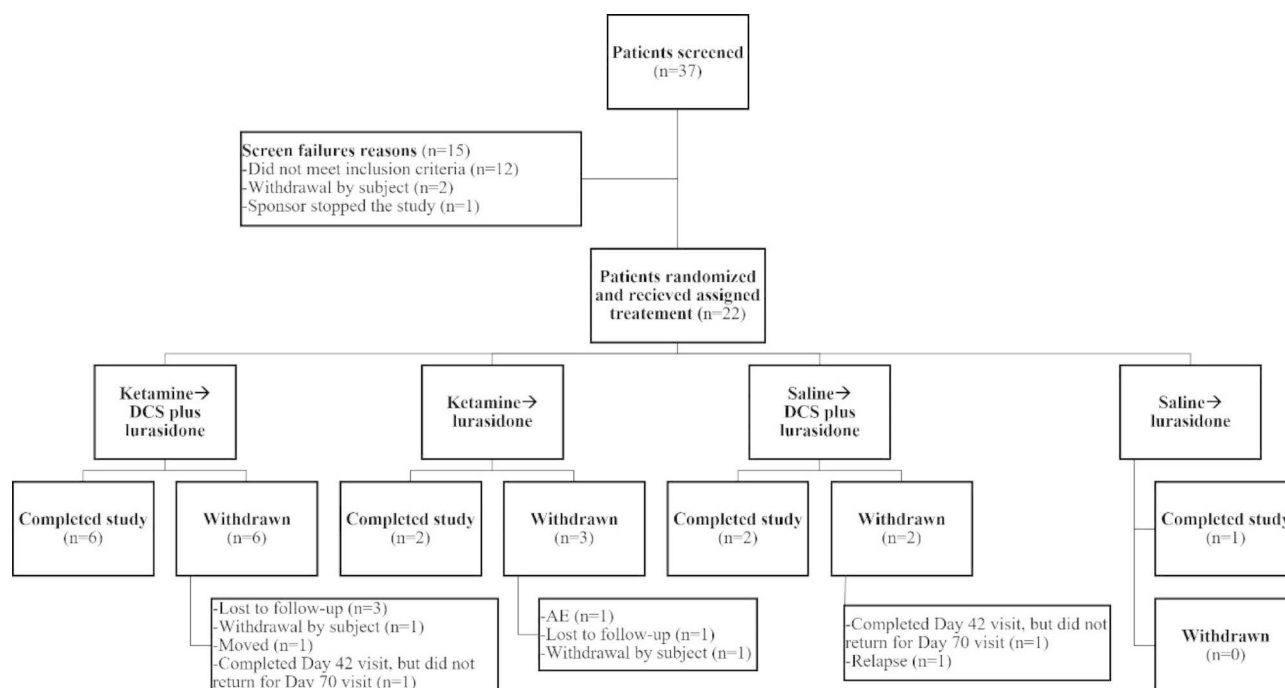 Patients screened
(n=37)
Screen failures reasons (n=15)
-Did not meet inclusion criteria (n=12)
-Withdrawal by subject (n=2)
-Sponsor stopped the study (n=1)
Patients randomized
and recieved assigned
treatement (n=22)
Ketamine→
DCS plus
lurasidone
Ketamine→
lurasidone
Saline→
DCS plus
lurasidone
Saline→
lurasidone
Completed study
(n=6)
Withdrawn
(n=6)
Completed study
(n=2)
Withdrawn
(n=3)
Completed study
(n=2)
Withdrawn
(n=2)
Completed study
(n=1)
-Lost to follow-up (n=3)
-Withdrawal by subject (n=1)
-Moved (n=1)
-Completed Day 42 visit, but did not
return for Day 70 visit (n=1)
-AE (n=1)
-Lost to follow-up (n=1)
-Withdrawal by subject (n=1)
-Completed Day 42 visit, but did not
return for Day 70 visit (n=1)
-Relapse (n=1)
Withdrawn
(n=0)